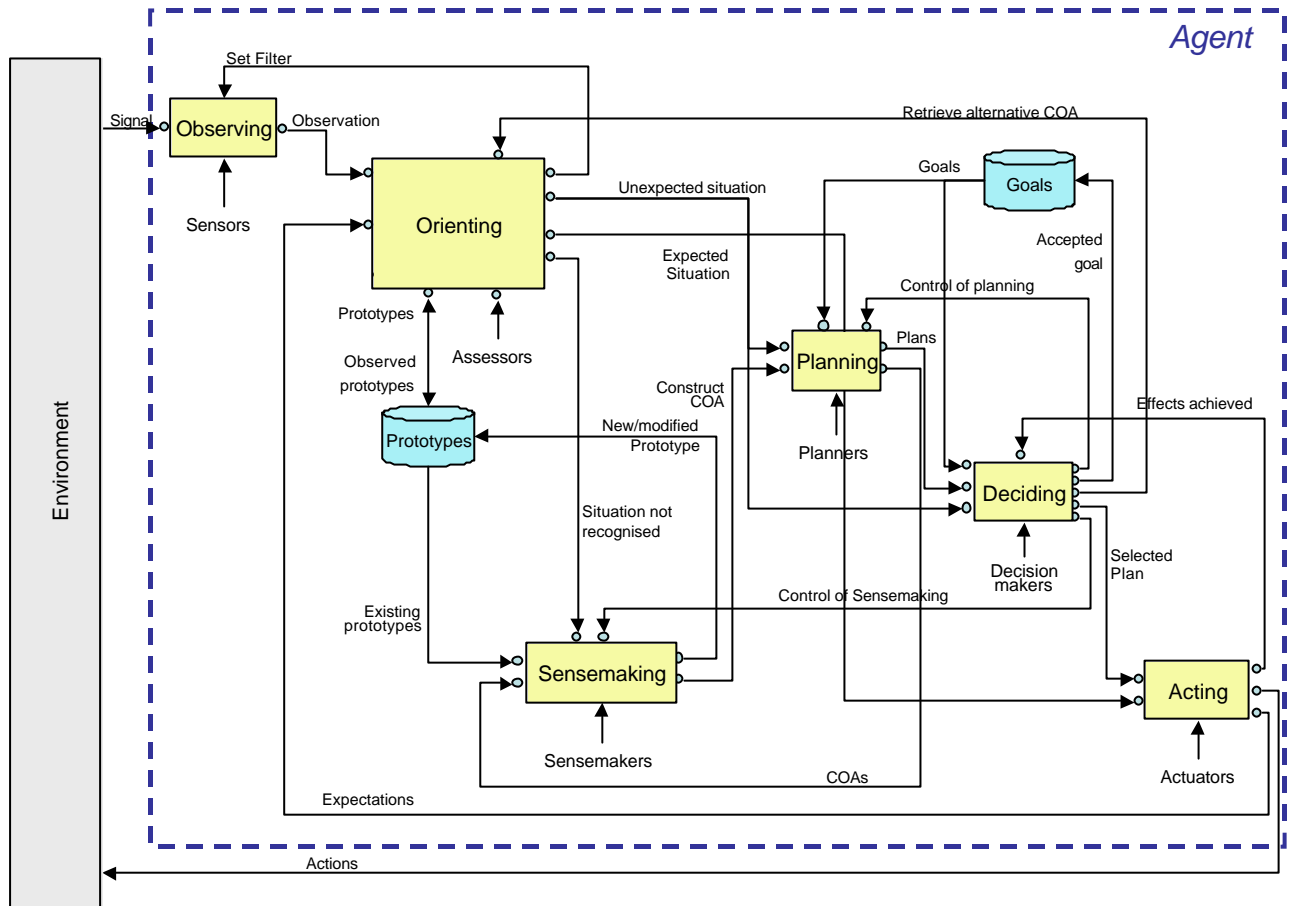 Agent
Set Filter
Signal
Observing
Observation
Retrieve alternative COA
Goals
Goals
Unexpected situation
Sensors
Orienting
Accepted
goal
Expected
Situation
Control of planning
Prototypes
Assessors
Planning
Plans
Observed
prototypes
Construct
COA
Effects achieved
New/modified
Prototype
Prototypes
Planners
Environment
Deciding
Situation not
recognised
Selected
Plan
Decision
makers
Control of Sensemaking
Existing
prototypes
Sensemaking
Acting
Sensemakers
COAs
Actuators
Expectations
Actions